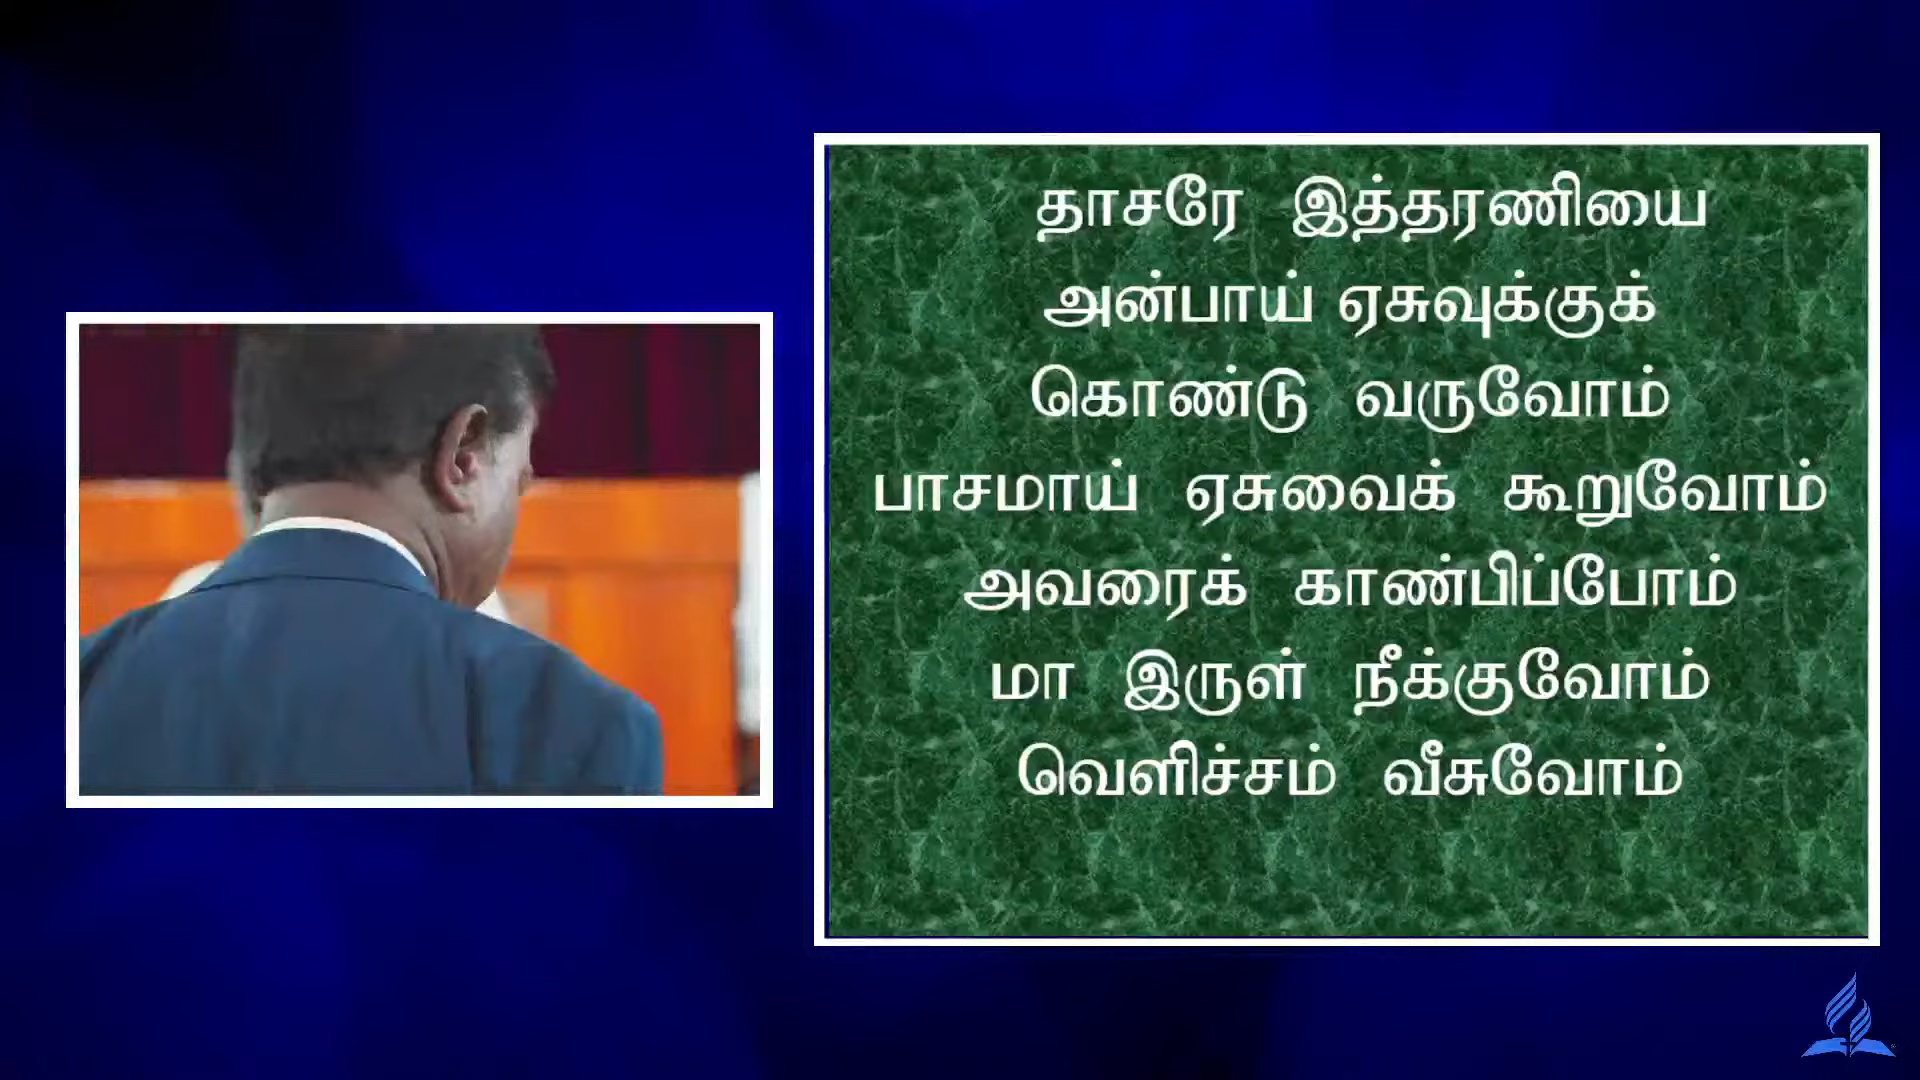 தாசரே இத்தரணியை
அன்பாய் ஏசுவுக்குக்
கொண்டு வருவோம்
பாசமாய் ஏசுவைக் கூறுவோம்
அவரைக் காண்பிப்போம்
மா இருள் நீக்குவோம்
வெளிச்சம் வீசுவோம்